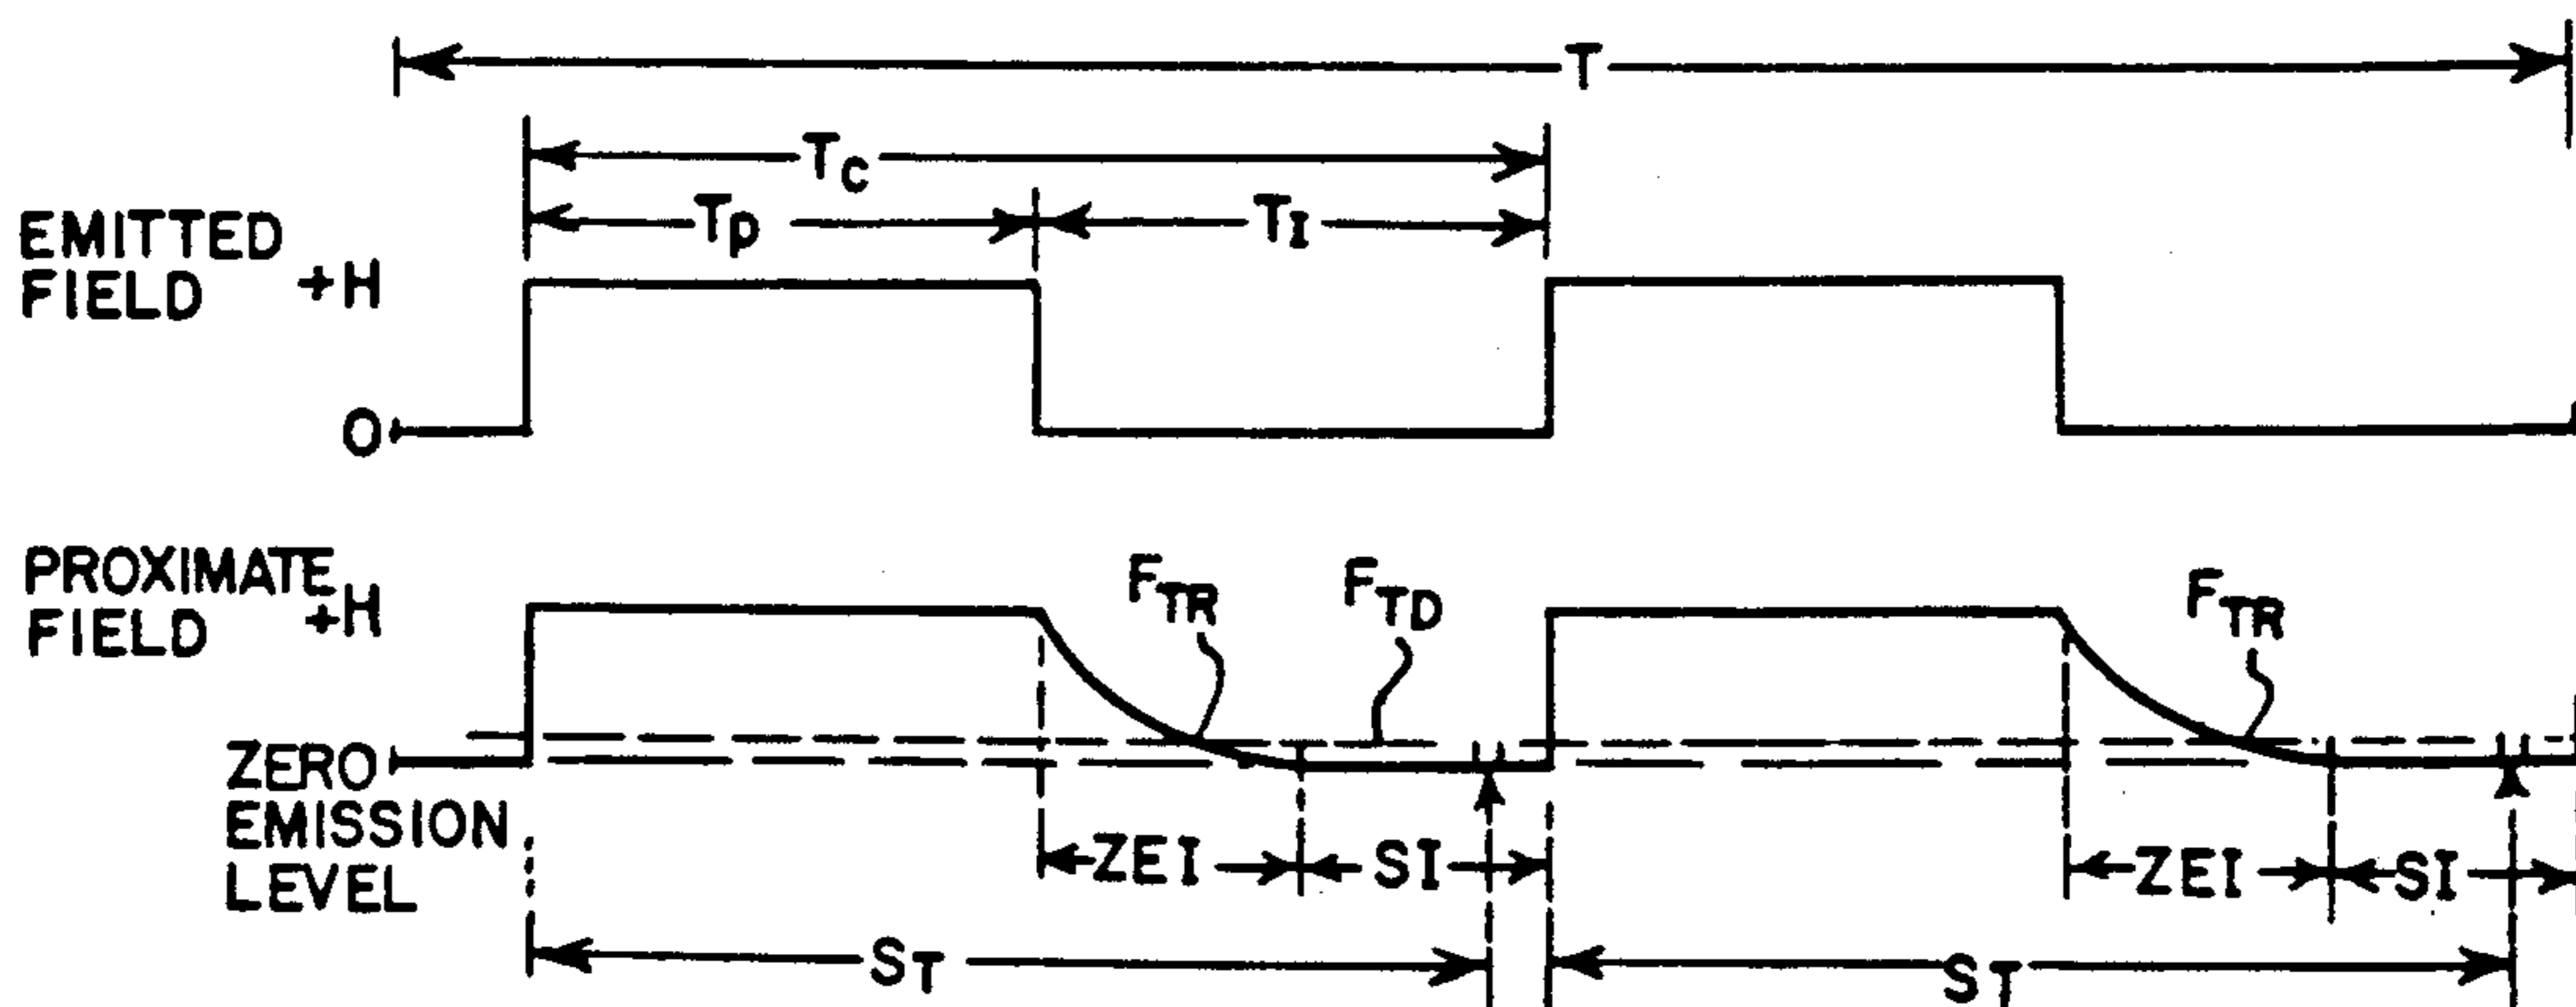 T
Tc
Tp TI
EMITTED
FIELD +H
O
PROXIMATE
FIELD +H
FTR FTD FTR
ZERO
EMISSION
LEVEL
ZEI SI ZEI SI
ST ST